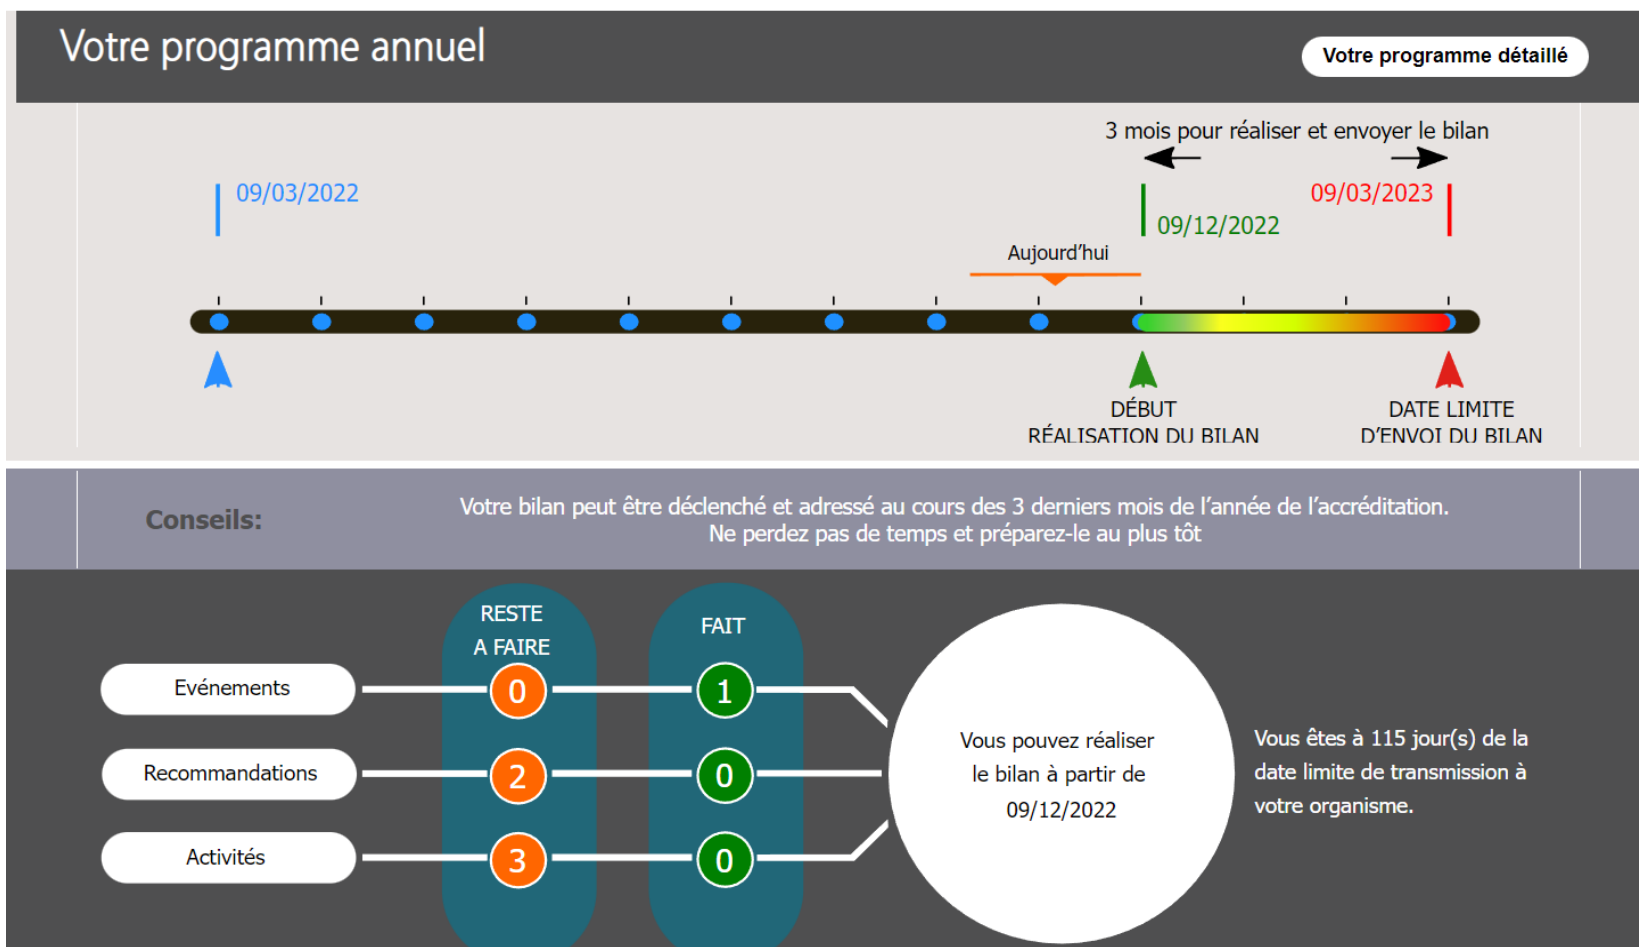 Votre programme annuel
Votre programme détaillé
3 mois pour réaliser et envoyer le bilan
09/03/2022
09/03/2023
09/12/2022
Aujourd'hui
DÉBUT
RÉALISATION DU BILAN
DATE LIMITE
D'ENVOI DU BILAN
Conseils:
Votre bilan peut être déclenché et adressé au cours des 3 derniers mois de l'année de l'accréditation.
Ne perdez pas de temps et préparez-le au plus tôt
RESTE
A FAIRE
FAIT
Evénements
0
1
Recommandations
2
0
Activités
3
0
Vous pouvez réaliser
le bilan à partir de
09/12/2022
Vous êtes à 115 jour(s) de la
date limite de transmission à
votre organisme.